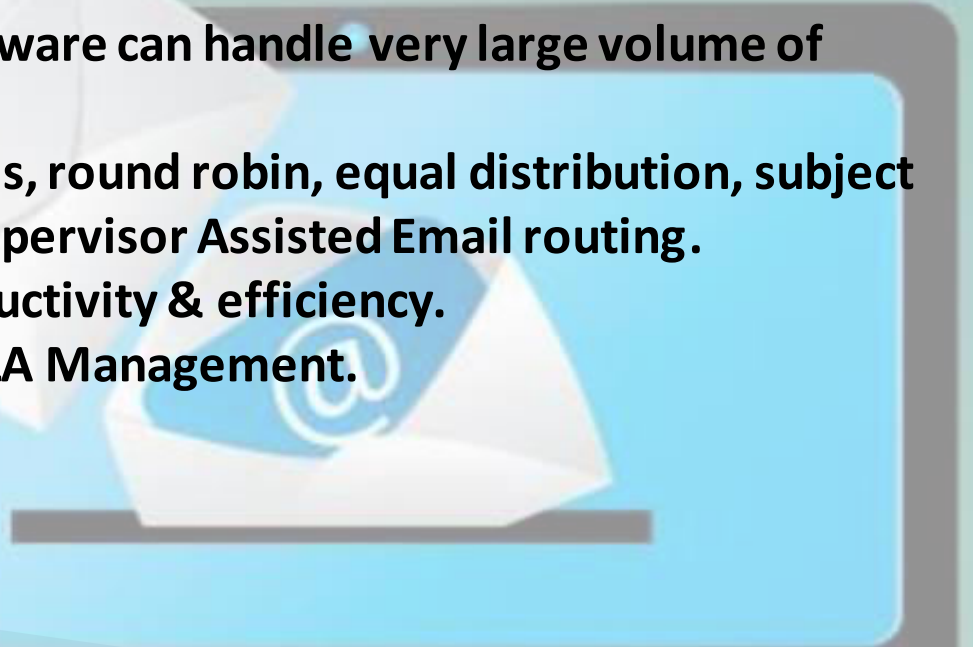 ware can handle very large volume of
s, round robin, equal distribution, subject
pervisor Assisted Email routing.
uctivity & efficiency.
A Management.
@